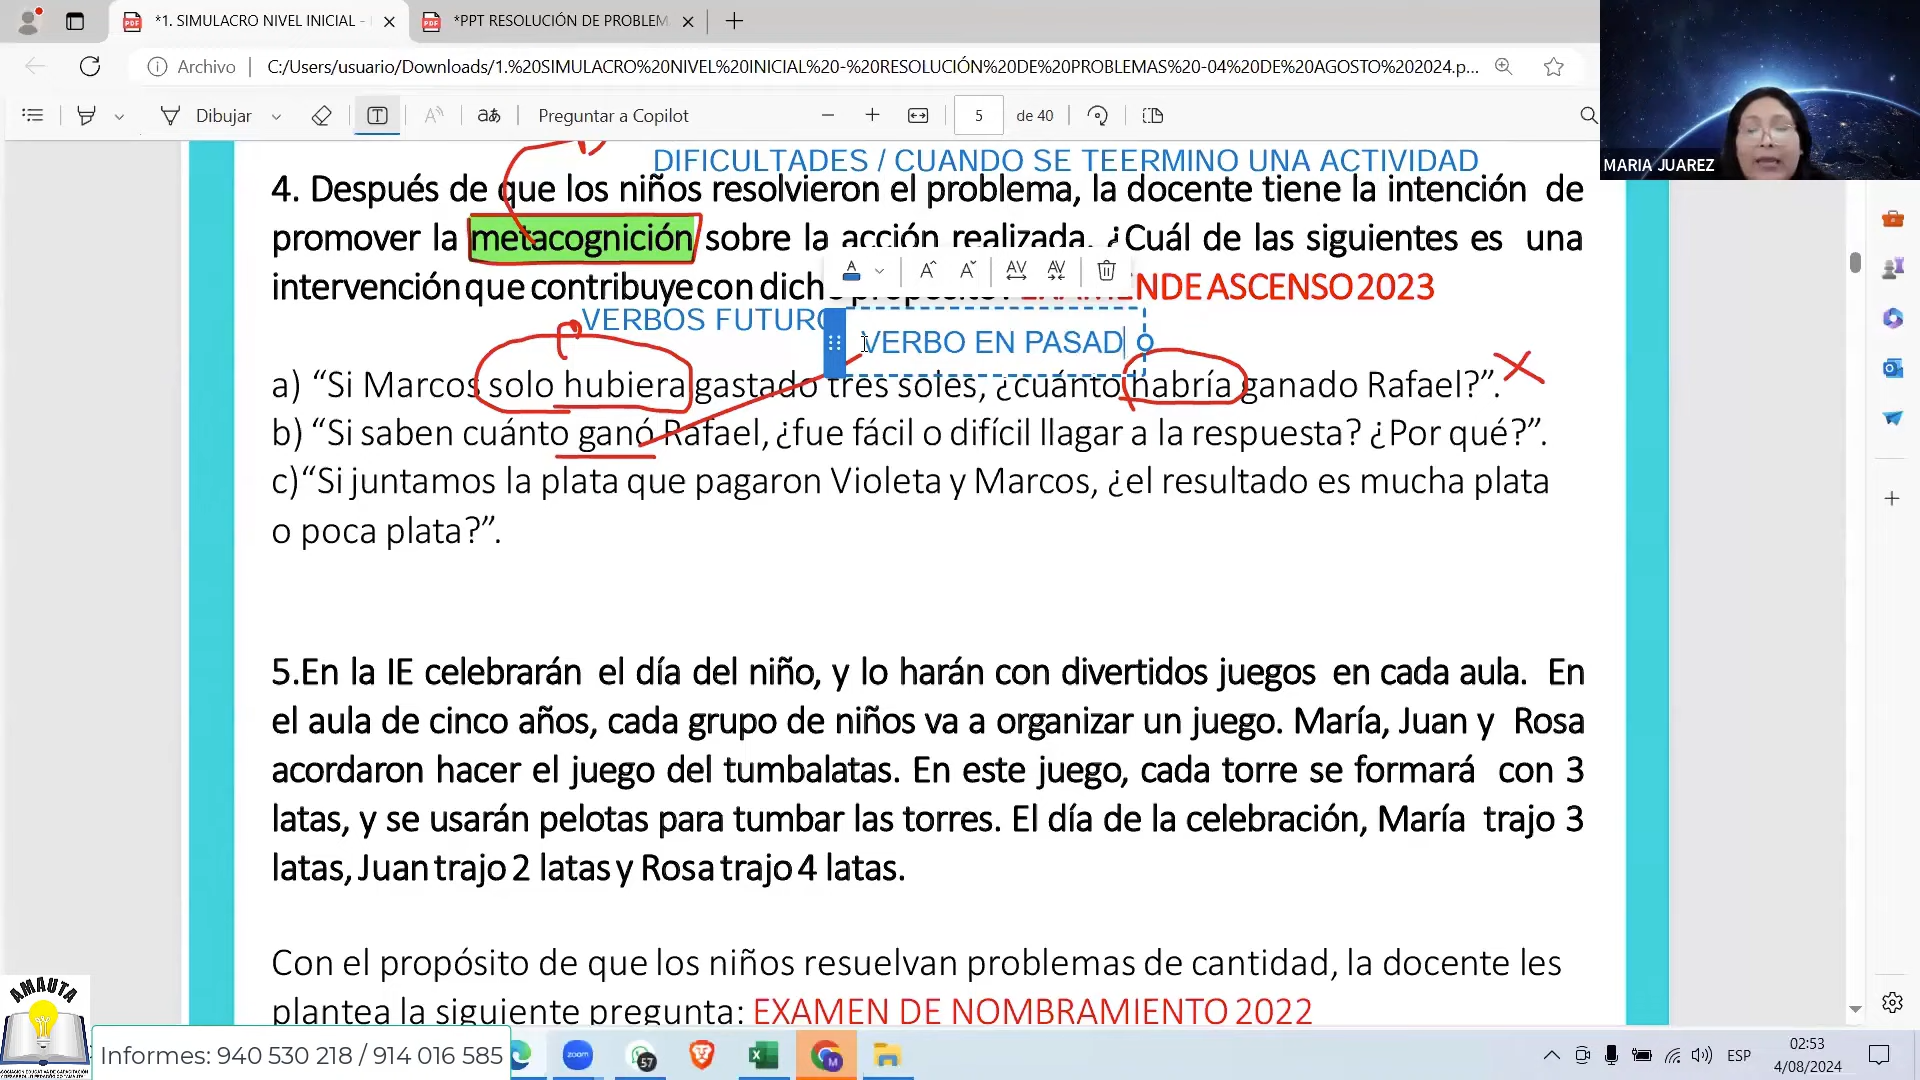 *1. SIMULACRO NIVEL INICIAL -
*PPT RESOLUCIÓN DE PROBLEM
Archivo
C:/Users/usuario/Downloads/1.%20SIMULACRO%20NIVEL%20INICIAL%20-%20RESOLUCIÓN%20DE%20PROBLEMAS%20-04%20DE%20AGOSTO%202024.p...
Dibujar
Preguntar a Copilot
5
de 40
MARIA JUAREZ
DIFICULTADES / CUANDO SE TEERMINO UNA ACTIVIDAD
4. Después de que los niños resolvieron el problema, la docente tiene la intención de
promover la metacognición sobre la acción realizada. ¿Cuál de las siguientes es una
intervención que contribuye con DE ASCENSO 2023
VERBOS FUTURO
VERBO EN PASAD
a) “Si Marcos solo hubiera gastado tres soles, ¿cuánto habría ganado Rafael?”.
b) “Si saben cuánto ganó Rafael, ¿fue fácil o difícil llagar a la respuesta? ¿Por qué?”.
c)“Si juntamos la plata que pagaron Violeta y Marcos, ¿el resultado es mucha plata
o poca plata?”.
5.En la IE celebrarán el día del niño, y lo harán con divertidos juegos en cada aula. En
el aula de cinco años, cada grupo de niños va a organizar un juego. María, Juan y Rosa
acordaron hacer el juego del tumbalatas. En este juego, cada torre se formará con 3
latas, y se usarán pelotas para tumbar las torres. El día de la celebración, María trajo 3
latas, Juan trajo 2 latas y Rosa trajo 4 latas.
Con el propósito de que los niños resuelvan problemas de cantidad, la docente les
plantea la siguiente pregunta: EXAMEN DE NOMBRAMIENTO 2022
AMAUTA
Informes: 940 530 218 / 914 016 585
zoom
57
M
ESP
02:53
4/08/2024